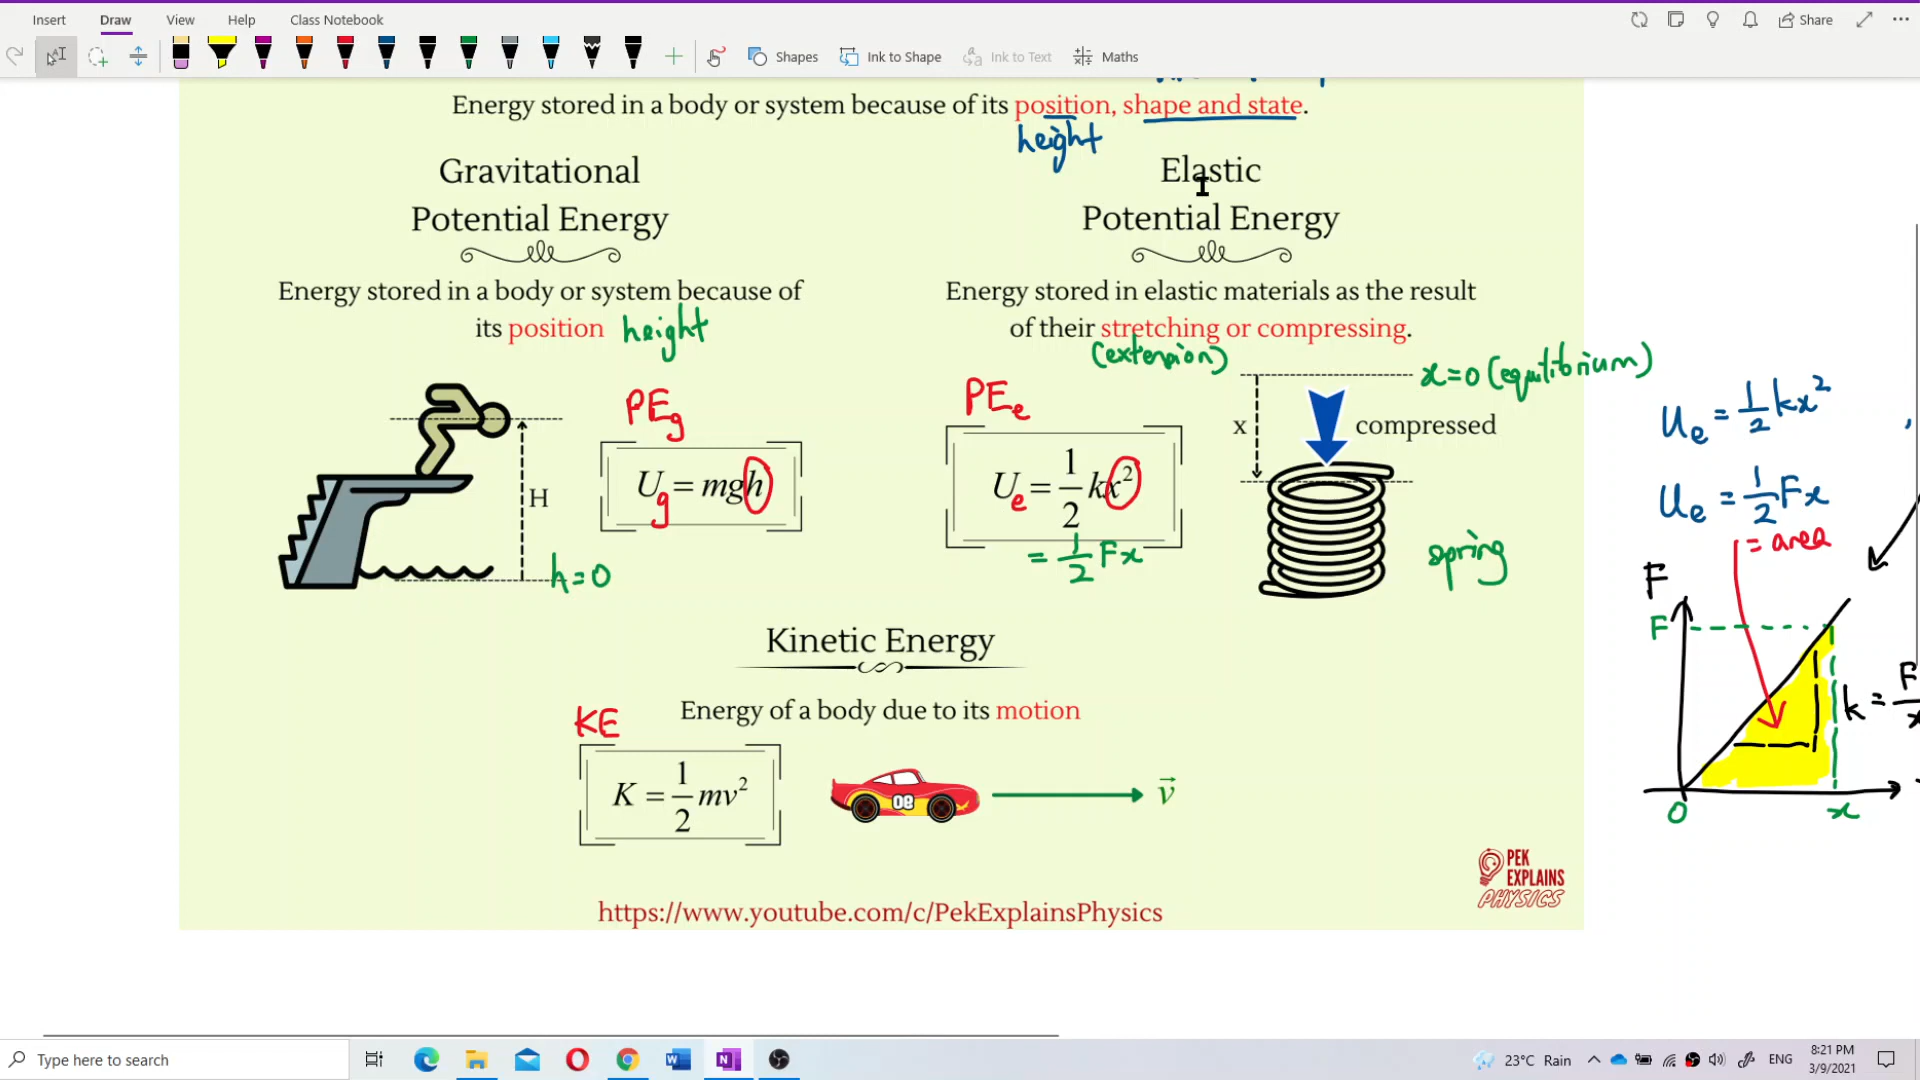 Insert Draw View Help Class Notebook Share
Shapes Ink to Shape Ink to Text Maths
Energy stored in a body or system because of its position, shape and state.
height
Gravitational
Potential Energy
Energy stored in a body or system because of
its position height
PEg
Ug = mgh
H
h=0
Elastic
Potential Energy
Energy stored in elastic materials as the result
of their stretching or compressing.
(extension)
PEe
Ue = 1/2 kx²
= 1/2 Fx
x=0 (equilibrium)
x
compressed
spring
Ue = 1/2 kx²
Ue = 1/2 Fx
= area
F
F
k = F/x
0 x
Kinetic Energy
Energy of a body due to its motion
KE
K = 1/2 mv²
v⃗
PEK
EXPLAINS
PHYSICS
https://www.youtube.com/c/PekExplainsPhysics
Type here to search
23°C Rain
ENG
8:21 PM
3/9/2021